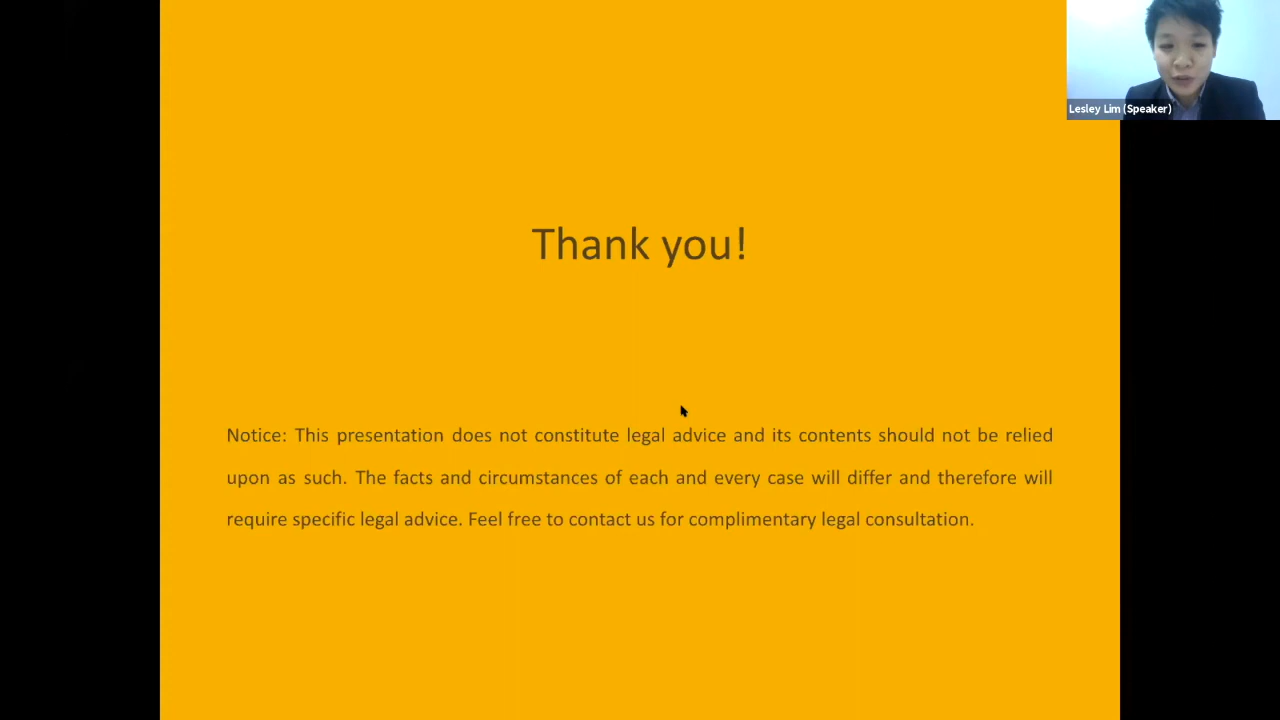 Lesley Lim (Speaker)
Thank you!
Notice: This presentation does not constitute legal advice and its contents should not be relied
upon as such. The facts and circumstances of each and every case will differ and therefore will
require specific legal advice. Feel free to contact us for complimentary legal consultation.